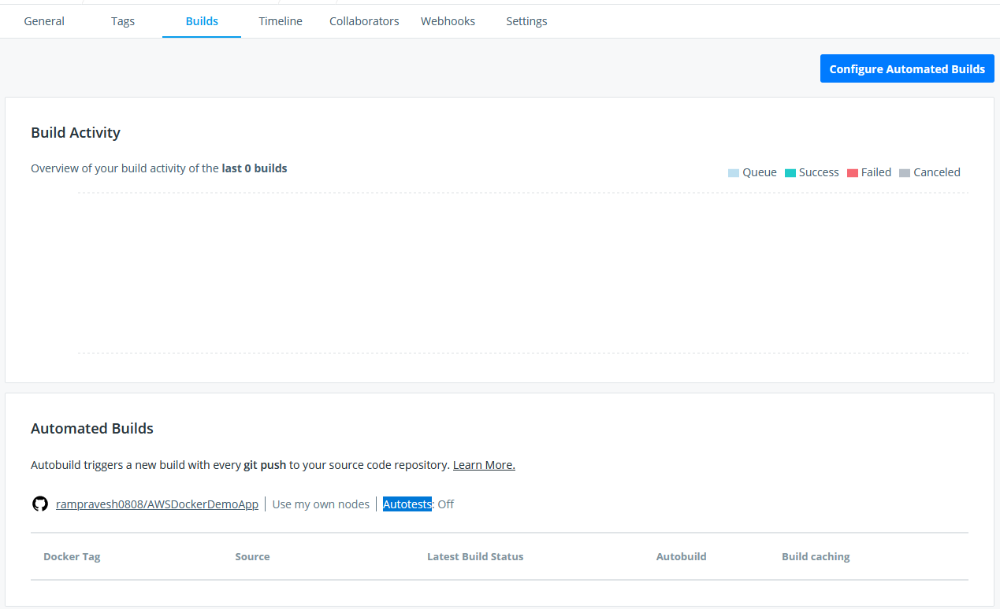 General Tags Builds Timeline Collaborators Webhooks Settings
Configure Automated Builds
Build Activity
Overview of your build activity of the last 0 builds
Queue Success Failed Canceled
Automated Builds
Autobuild triggers a new build with every git push to your source code repository. Learn More.
rampravesh0808/AWSDockerDemoApp Use my own nodes Autotests: Off
Docker Tag Source Latest Build Status Autobuild Build caching